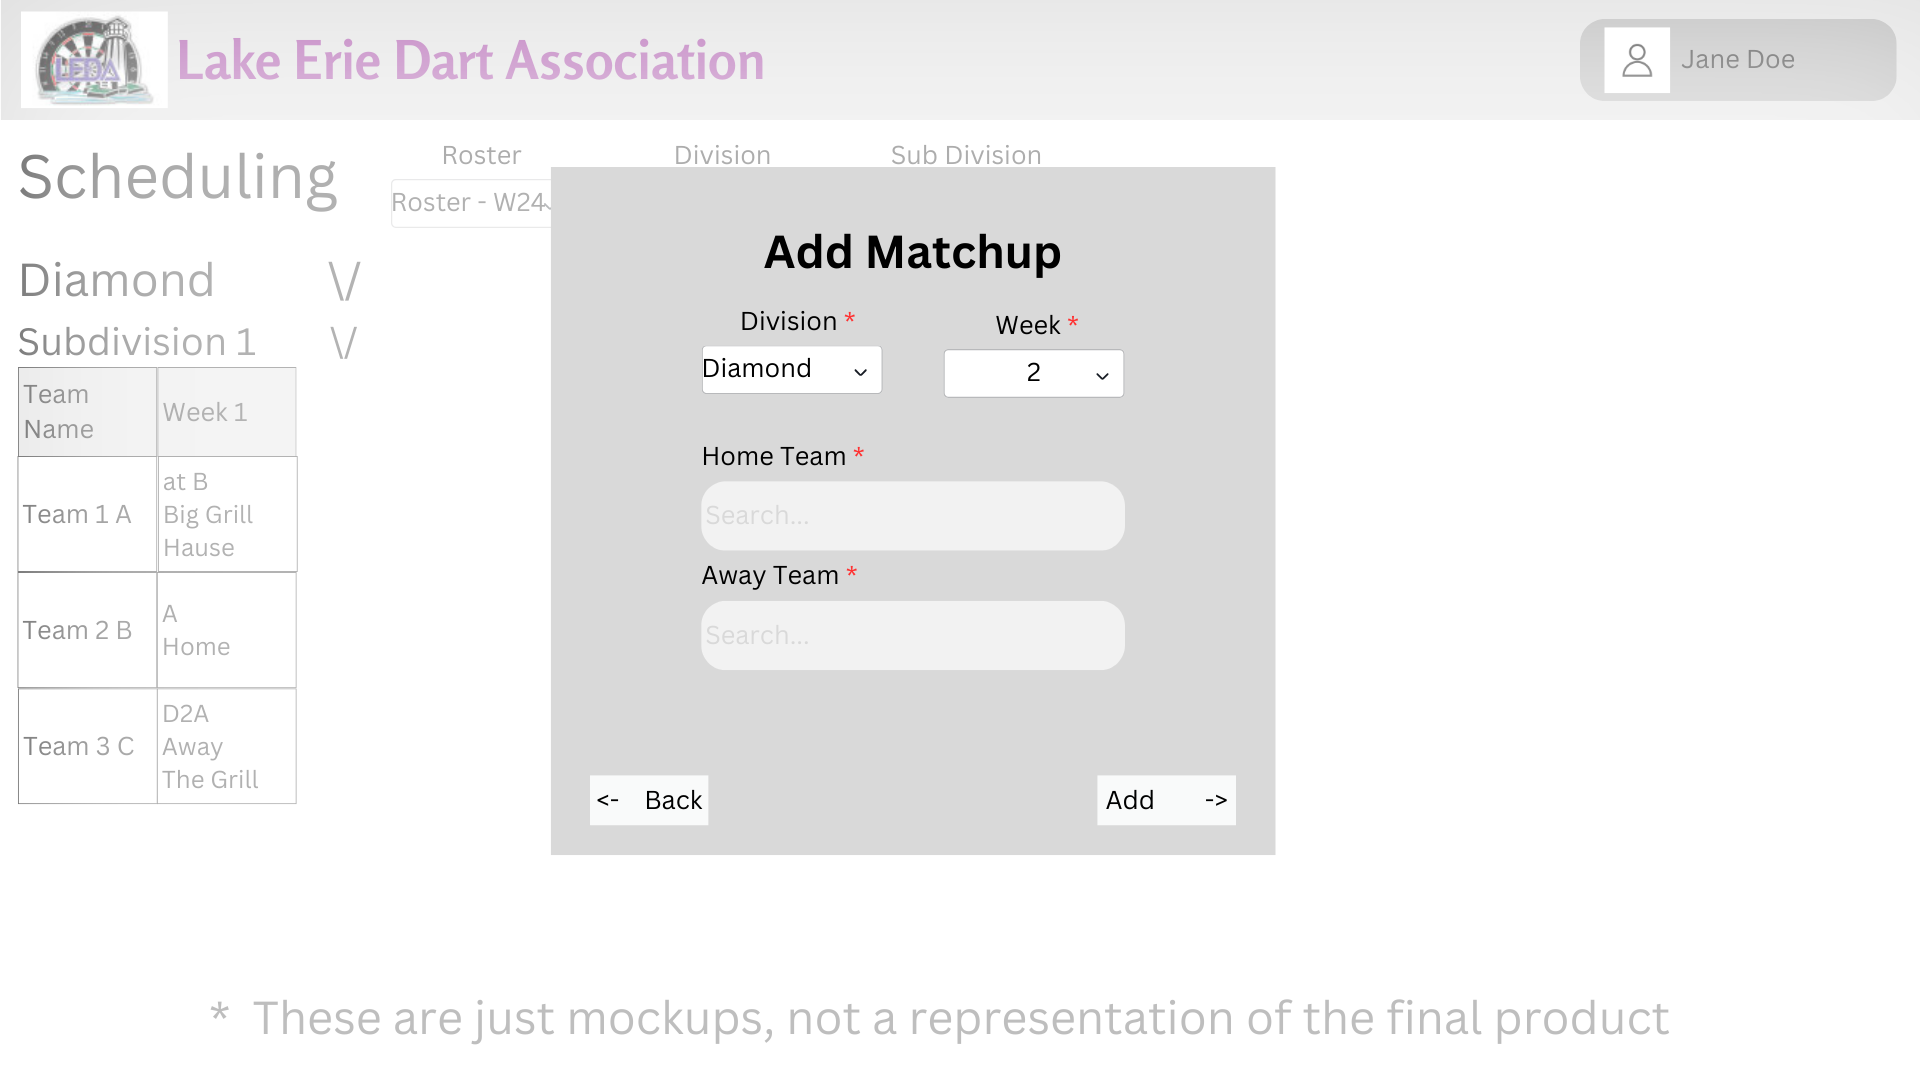 LEDA
Lake Erie Dart Association
Jane Doe
Scheduling
Roster
Division
Sub Division
Roster - W24
Diamond \/
Subdivision 1 \/
Team
Name
Week 1
Team 1 A
at B
Big Grill
Hause
Team 2 B
A
Home
Team 3 C
D2A
Away
The Grill
Add Matchup
Division *
Week *
Diamond
2
Home Team *
Search...
Away Team *
Search...
<- Back
Add ->
* These are just mockups, not a representation of the final product